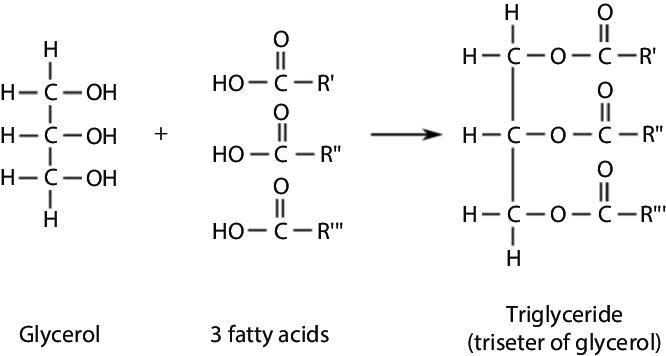 H
H–C–OH
H–C–OH
H–C–OH
H
+
O
HO–C–R'
O
HO–C–R"
O
HO–C–R'"
H O
H–C–O–C–R'
O
H–C–O–C–R"
O
H–C–O–C–R'"
H
Glycerol
3 fatty acids
Triglyceride
(triseter of glycerol)